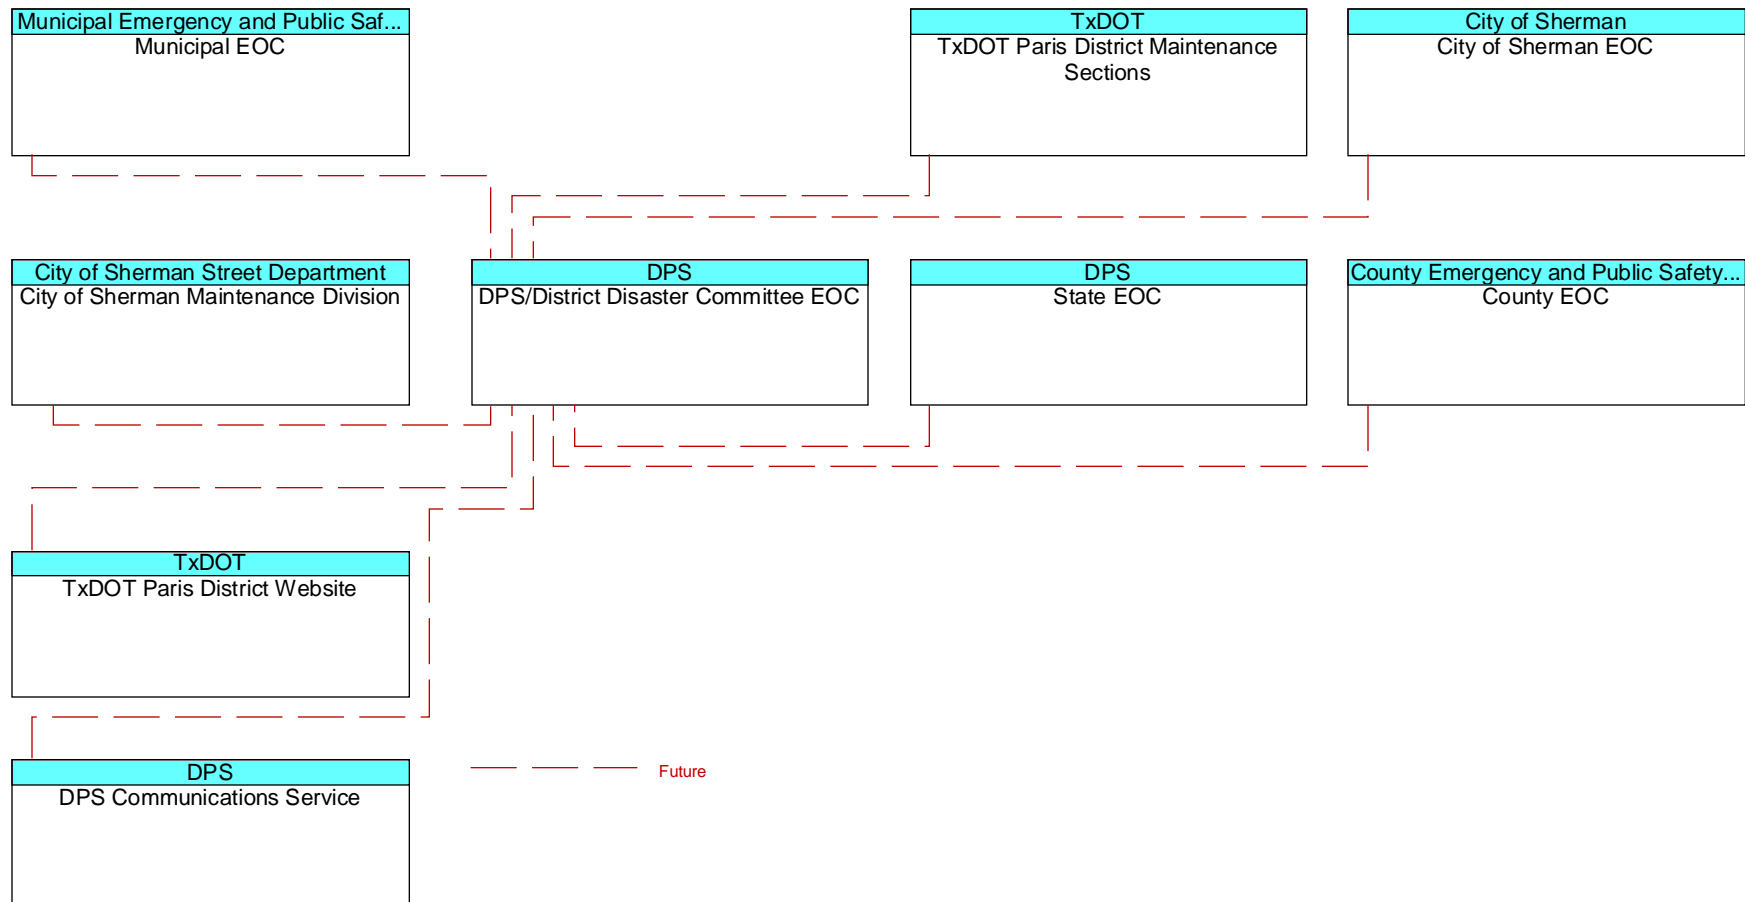 Municipal Emergency and Public Saf...
Municipal EOC
TxDOT
TxDOT Paris District Maintenance
Sections
City of Sherman
City of Sherman EOC
City of Sherman Street Department
City of Sherman Maintenance Division
DPS
DPS/District Disaster Committee EOC
DPS
State EOC
County Emergency and Public Safety...
County EOC
TxDOT
TxDOT Paris District Website
DPS
DPS Communications Service
Future